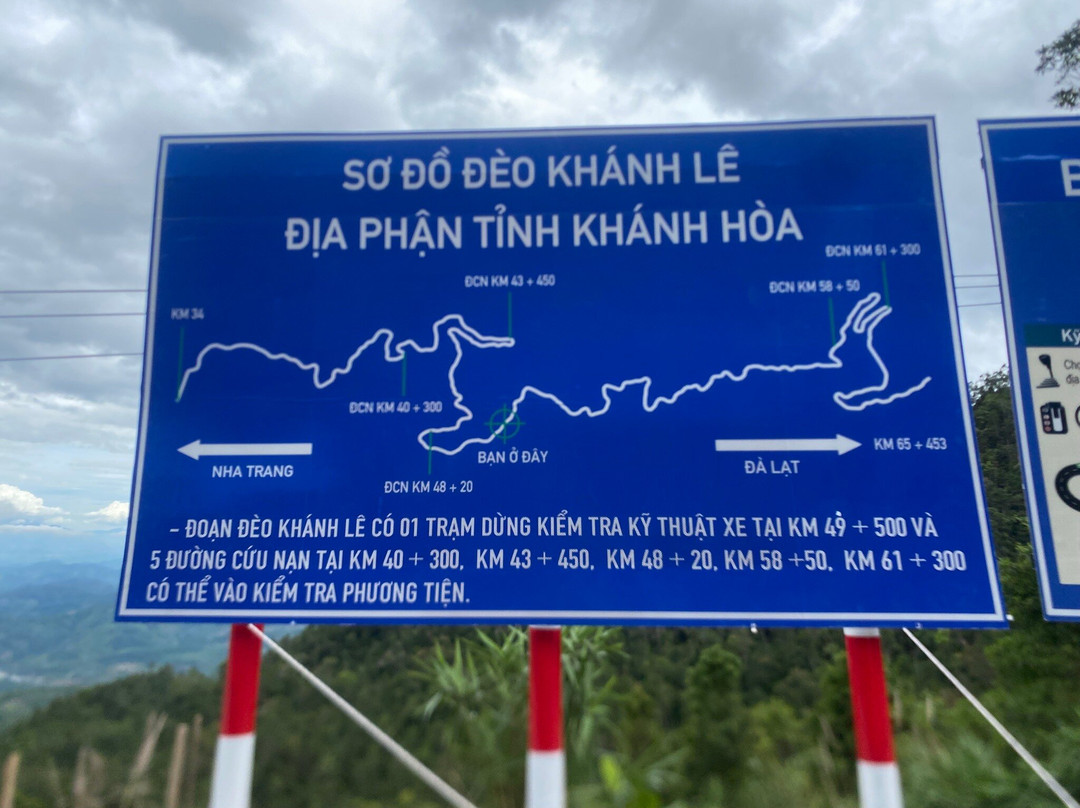 SƠ ĐỒ ĐÈO KHÁNH LÊ
ĐỊA PHẬN TỈNH KHÁNH HÒA
ĐCN KM 61 + 300
ĐCN KM 43 + 450
ĐCN KM 58 + 50
KM 34
ĐCN KM 40 + 300
NHA TRANG
BẠN Ở ĐÂY
ĐÀ LẠT
KM 65 + 453
ĐCN KM 48 + 20
– ĐOẠN ĐÈO KHÁNH LÊ CÓ 01 TRẠM DỪNG KIỂM TRA KỸ THUẬT XE TẠI KM 49 + 500 VÀ
5 ĐƯỜNG CỨU NẠN TẠI KM 40 + 300, KM 43 + 450, KM 48 + 20, KM 58 +50, KM 61 + 300
CÓ THỂ VÀO KIỂM TRA PHƯƠNG TIỆN.
Kỹ
địa